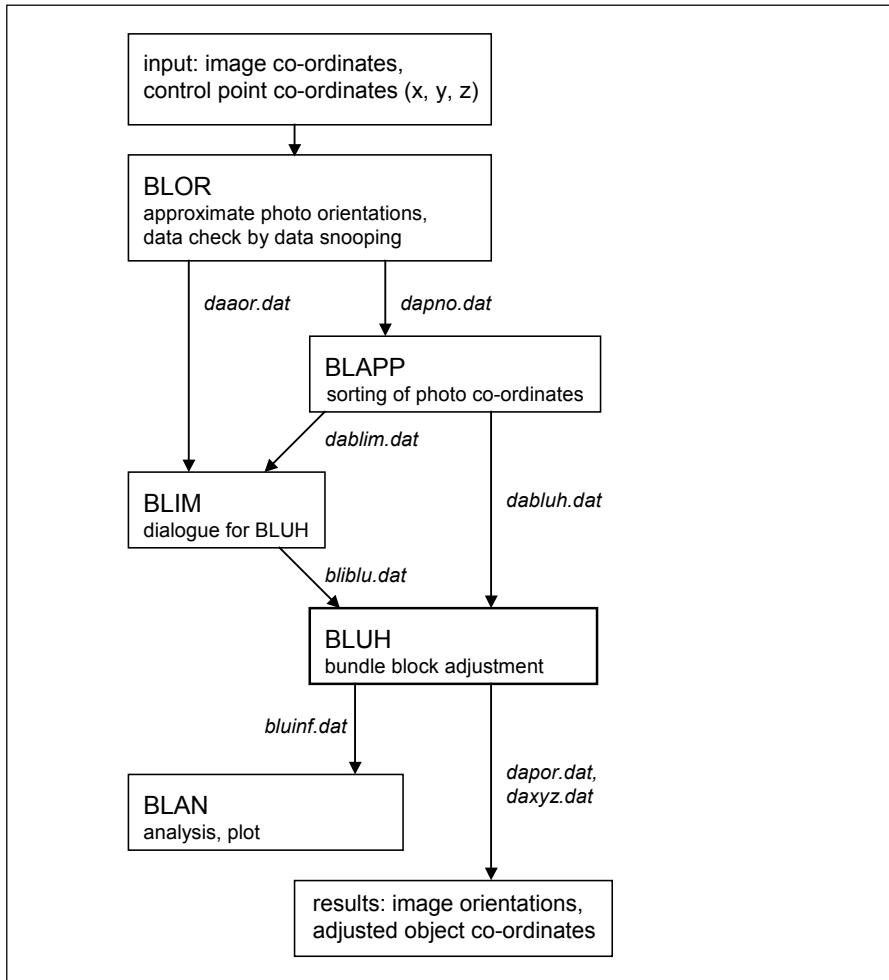 input: image co-ordinates,
control point co-ordinates (x, y, z)
BLOR
approximate photo orientations,
data check by data snooping
daaor.dat
dapno.dat
BLAPP
sorting of photo co-ordinates
dablim.dat
BLIM
dialogue for BLUH
dabluh.dat
bliblu.dat
BLUH
bundle block adjustment
bluinf.dat
dapor.dat,
daxyz.dat
BLAN
analysis, plot
results: image orientations,
adjusted object co-ordinates